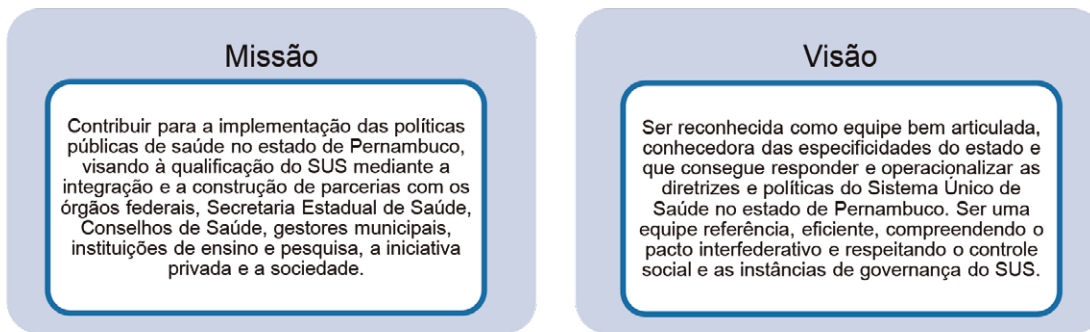 Missão
Contribuir para a implementação das políticas
públicas de saúde no estado de Pernambuco,
visando à qualificação do SUS mediante a
integração e a construção de parcerias com os
órgãos federais, Secretaria Estadual de Saúde,
Conselhos de Saúde, gestores municipais,
instituições de ensino e pesquisa, a iniciativa
privada e a sociedade.
Visão
Ser reconhecida como equipe bem articulada,
conhecedora das especificidades do estado e
que consegue responder e operacionalizar as
diretrizes e políticas do Sistema Único de
Saúde no estado de Pernambuco. Ser uma
equipe referência, eficiente, compreendendo o
pacto interfederativo e respeitando o controle
social e as instâncias de governança do SUS.